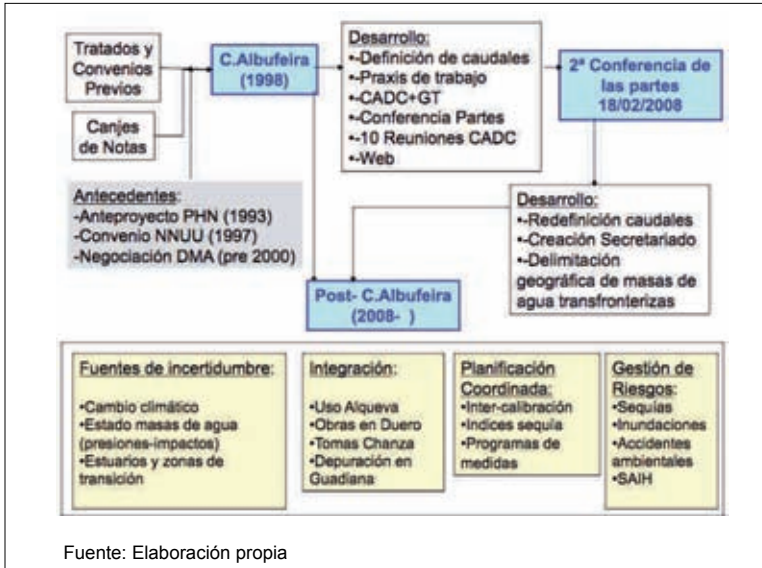 Tratados y
Convenios
Previos
Canjes
de Notas
C.Albufeira
(1998)
Antecedentes:
-Anteproyecto PHN (1993)
-Convenio NNUU (1997)
-Negociación DMA (pre 2000)
Desarrollo:
•-Definición de caudales
•-Praxis de trabajo
•-CADC+GT
•-Conferencia Partes
•-10 Reuniones CADC
•-Web
2ª Conferencia de
las partes
18/02/2008
Desarrollo:
•-Redefinición caudales
•-Creación Secretariado
•-Delimitación
geográfica de masas de
agua transfronterizas
Post- C.Albufeira
(2008- )
Fuentes de incertidumbre:
•Cambio climático
•Estado masas de agua
(presiones-impactos)
•Estuarios y zonas de
transición
Integración:
•Uso Alqueva
•Obras en Duero
•Tomas Chanza
•Depuración en
Guadiana
Planificación
Coordinada:
•Inter-calibración
•Indices sequía
•Programas de
medidas
Gestión de
Riesgos:
•Sequías
•Inundaciones
•Accidentes
ambientales
•SAIH
Fuente: Elaboración propia